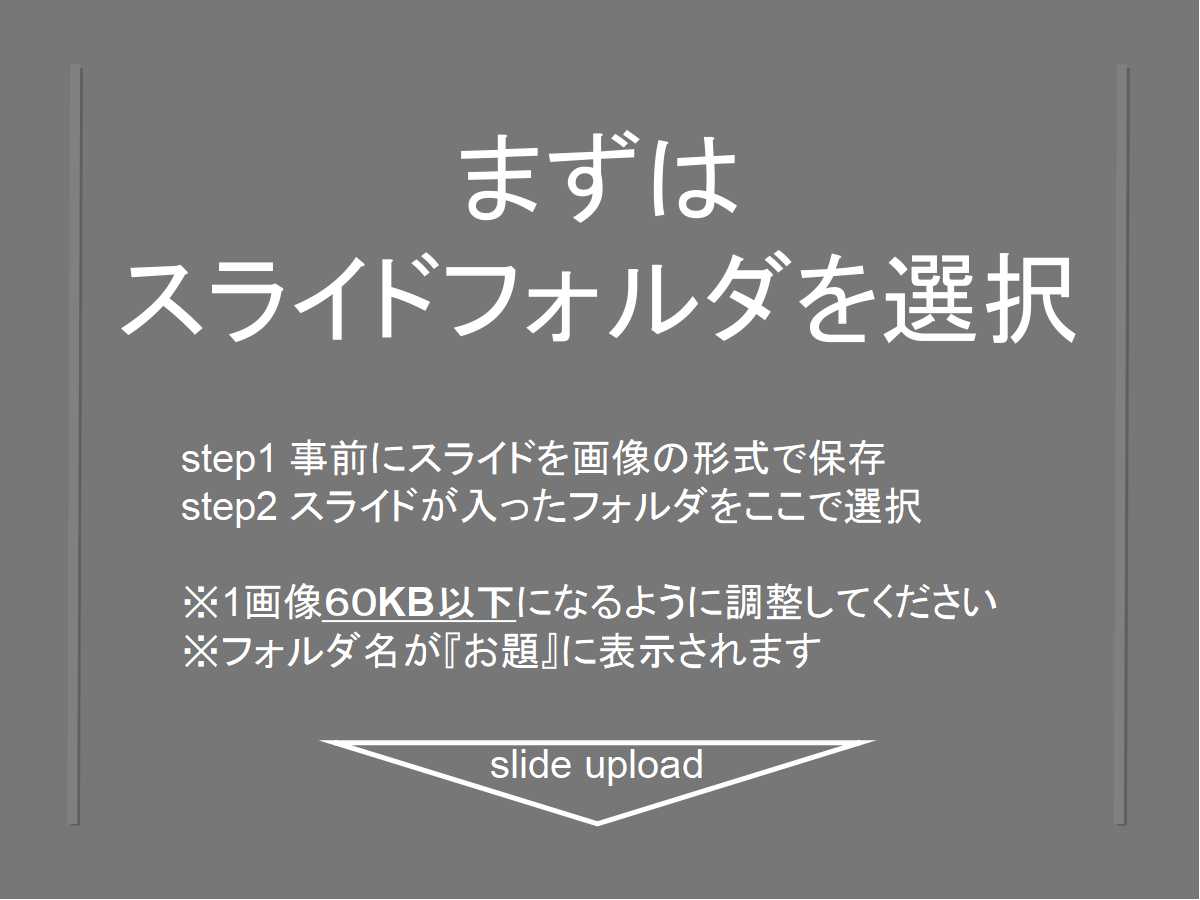 まずは
スライドフォルダを選択
step1 事前にスライドを画像の形式で保存
step2 スライドが入ったフォルダをここで選択
※1画像60KB以下になるように調整してください
※フォルダ名が『お題』に表示されます
slide upload